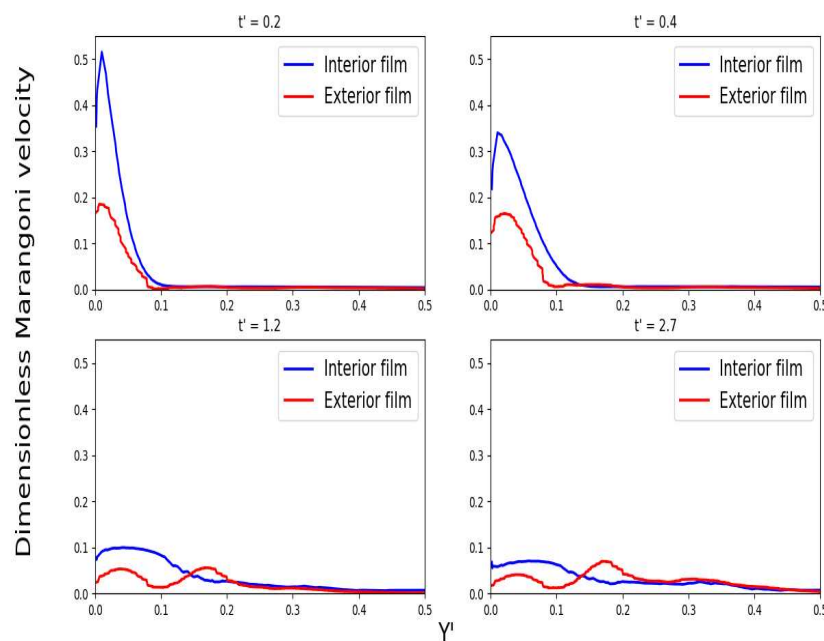 t' = 0.2
t' = 0.4
0.5
0.4
0.3
0.2
0.1
0.0
Interior film
Exterior film
0.5
0.4
0.3
0.2
0.1
0.0
Interior film
Exterior film
0.0 0.1 0.2 0.3 0.4 0.5
0.0 0.1 0.2 0.3 0.4 0.5
t' = 1.2
t' = 2.7
0.5
0.4
0.3
0.2
0.1
0.0
Interior film
Exterior film
0.5
0.4
0.3
0.2
0.1
0.0
Interior film
Exterior film
0.0 0.1 0.2 0.3 0.4 0.5
0.0 0.1 0.2 0.3 0.4 0.5
Dimensionless Marangoni velocity
Y'